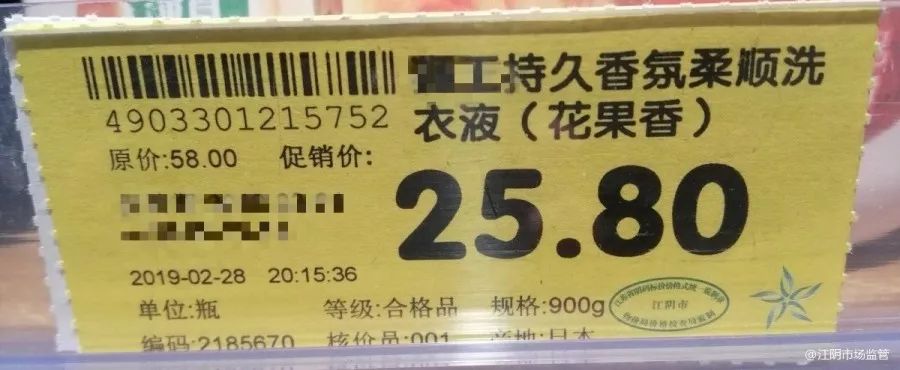 持久香氛柔顺洗
衣液（花果香）
4903301215752
原价:58.00 促销价:
25.80
2019-02-28 20:15:36
单位:瓶 等级:合格品 规格:900g
江阴市
编码:2185670 核价员:001 产地:日本
@江阴市场监管